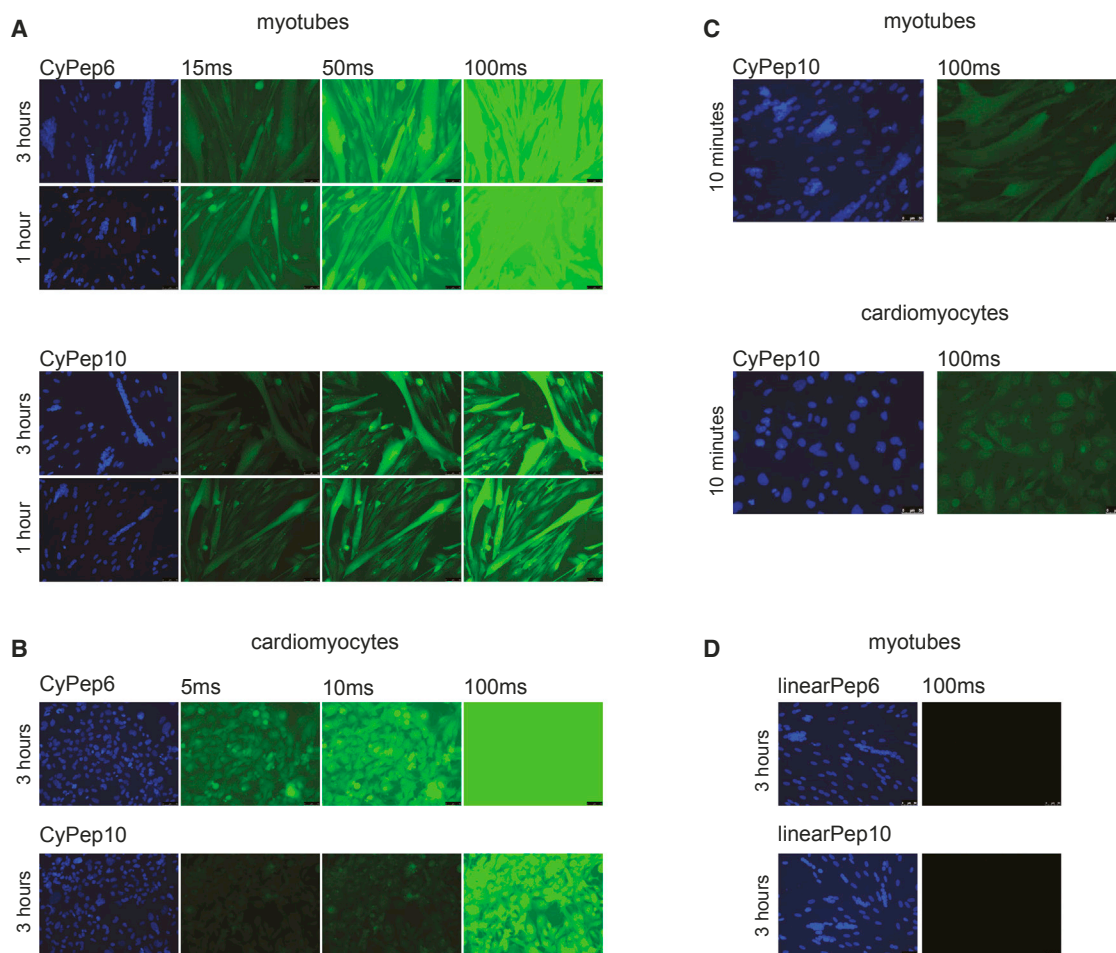 A
myotubes
CyPep6 15ms 50ms 100ms
3 hours
1 hour
CyPep10
3 hours
1 hour
B
cardiomyocytes
CyPep6 5ms 10ms 100ms
3 hours
CyPep10
3 hours
C
myotubes
CyPep10 100ms
10 minutes
cardiomyocytes
CyPep10 100ms
10 minutes
D
myotubes
linearPep6 100ms
3 hours
linearPep10
3 hours